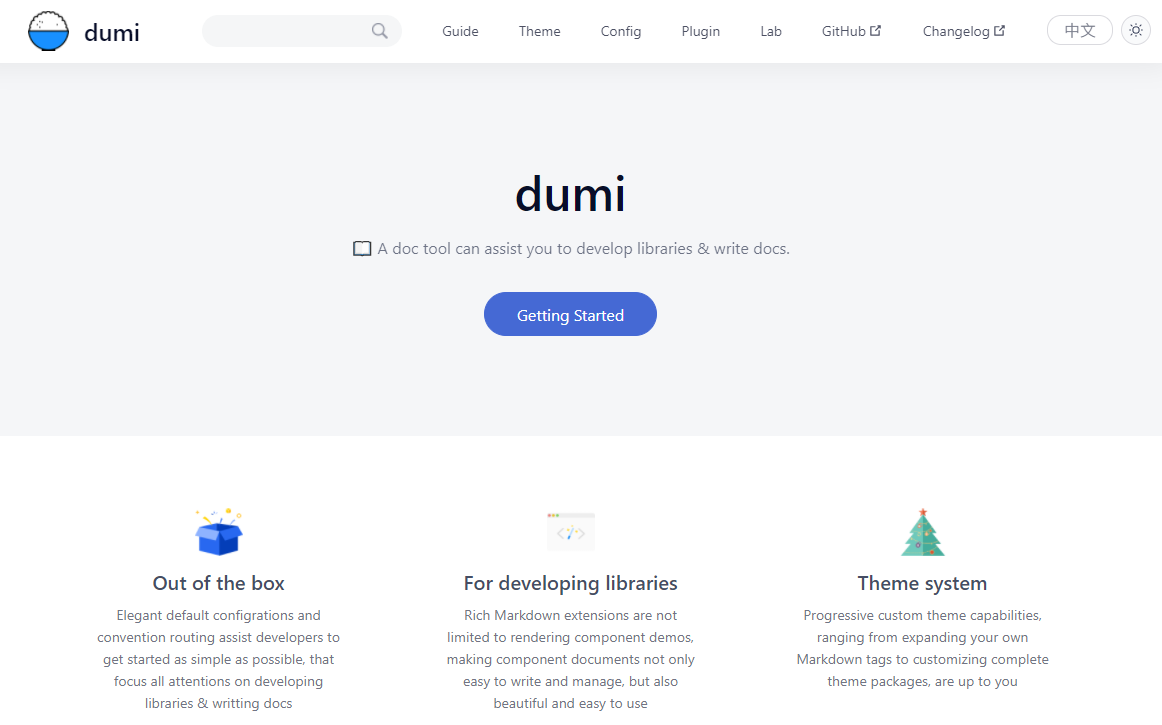 dumi
Guide
Theme
Config
Plugin
Lab
GitHub
Changelog
中文
dumi
A doc tool can assist you to develop libraries & write docs.
Getting Started
Out of the box
Elegant default configrations and
convention routing assist developers to
get started as simple as possible, that
focus all attentions on developing
libraries & writting docs
For developing libraries
Rich Markdown extensions are not
limited to rendering component demos,
making component documents not only
easy to write and manage, but also
beautiful and easy to use
Theme system
Progressive custom theme capabilities,
ranging from expanding your own
Markdown tags to customizing complete
theme packages, are up to you